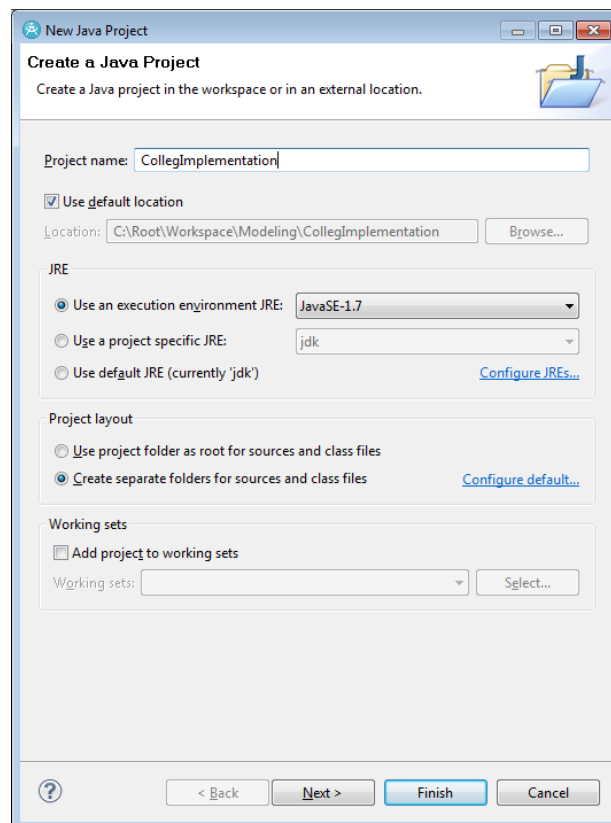 New Java Project
Create a Java Project
Create a Java project in the workspace or in an external location.
Project name: CollegImplementation
Use default location
Location: C:\Root\Workspace\Modeling\CollegImplementation Browse...
JRE
Use an execution environment JRE: JavaSE-1.7
Use a project specific JRE: jdk
Use default JRE (currently 'jdk') Configure JREs...
Project layout
Use project folder as root for sources and class files
Create separate folders for sources and class files Configure default...
Working sets
Add project to working sets
Working sets: Select...
? < Back Next > Finish Cancel